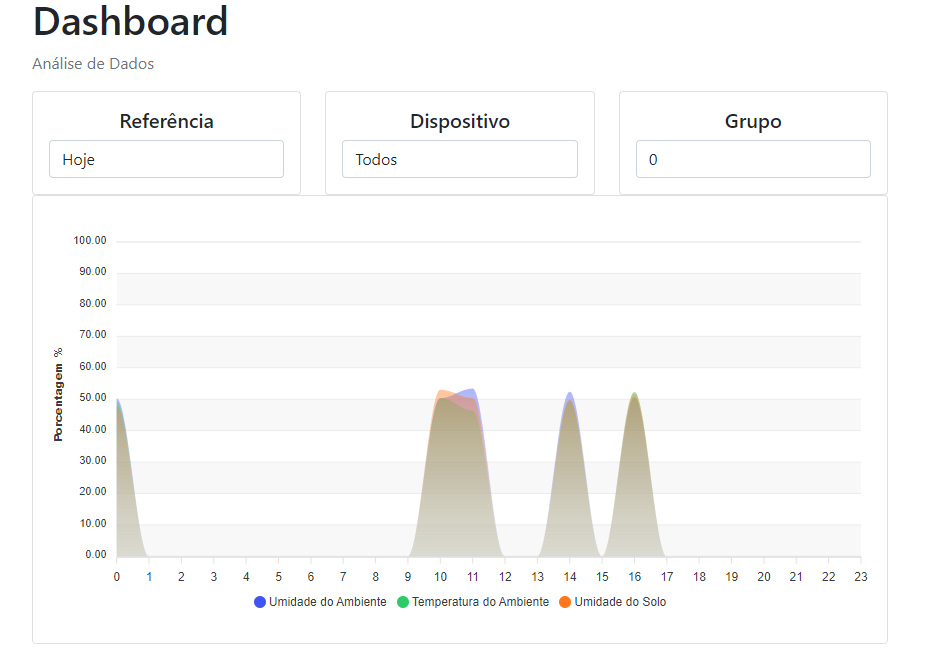 Dashboard
Análise de Dados
Referência Dispositivo Grupo
Hoje Todos 0
100.00
90.00
80.00
70.00
60.00
50.00
40.00
30.00
20.00
10.00
0.00
Porcentagem %
0 1 2 3 4 5 6 7 8 9 10 11 12 13 14 15 16 17 18 19 20 21 22 23
Umidade do Ambiente Temperatura do Ambiente Umidade do Solo